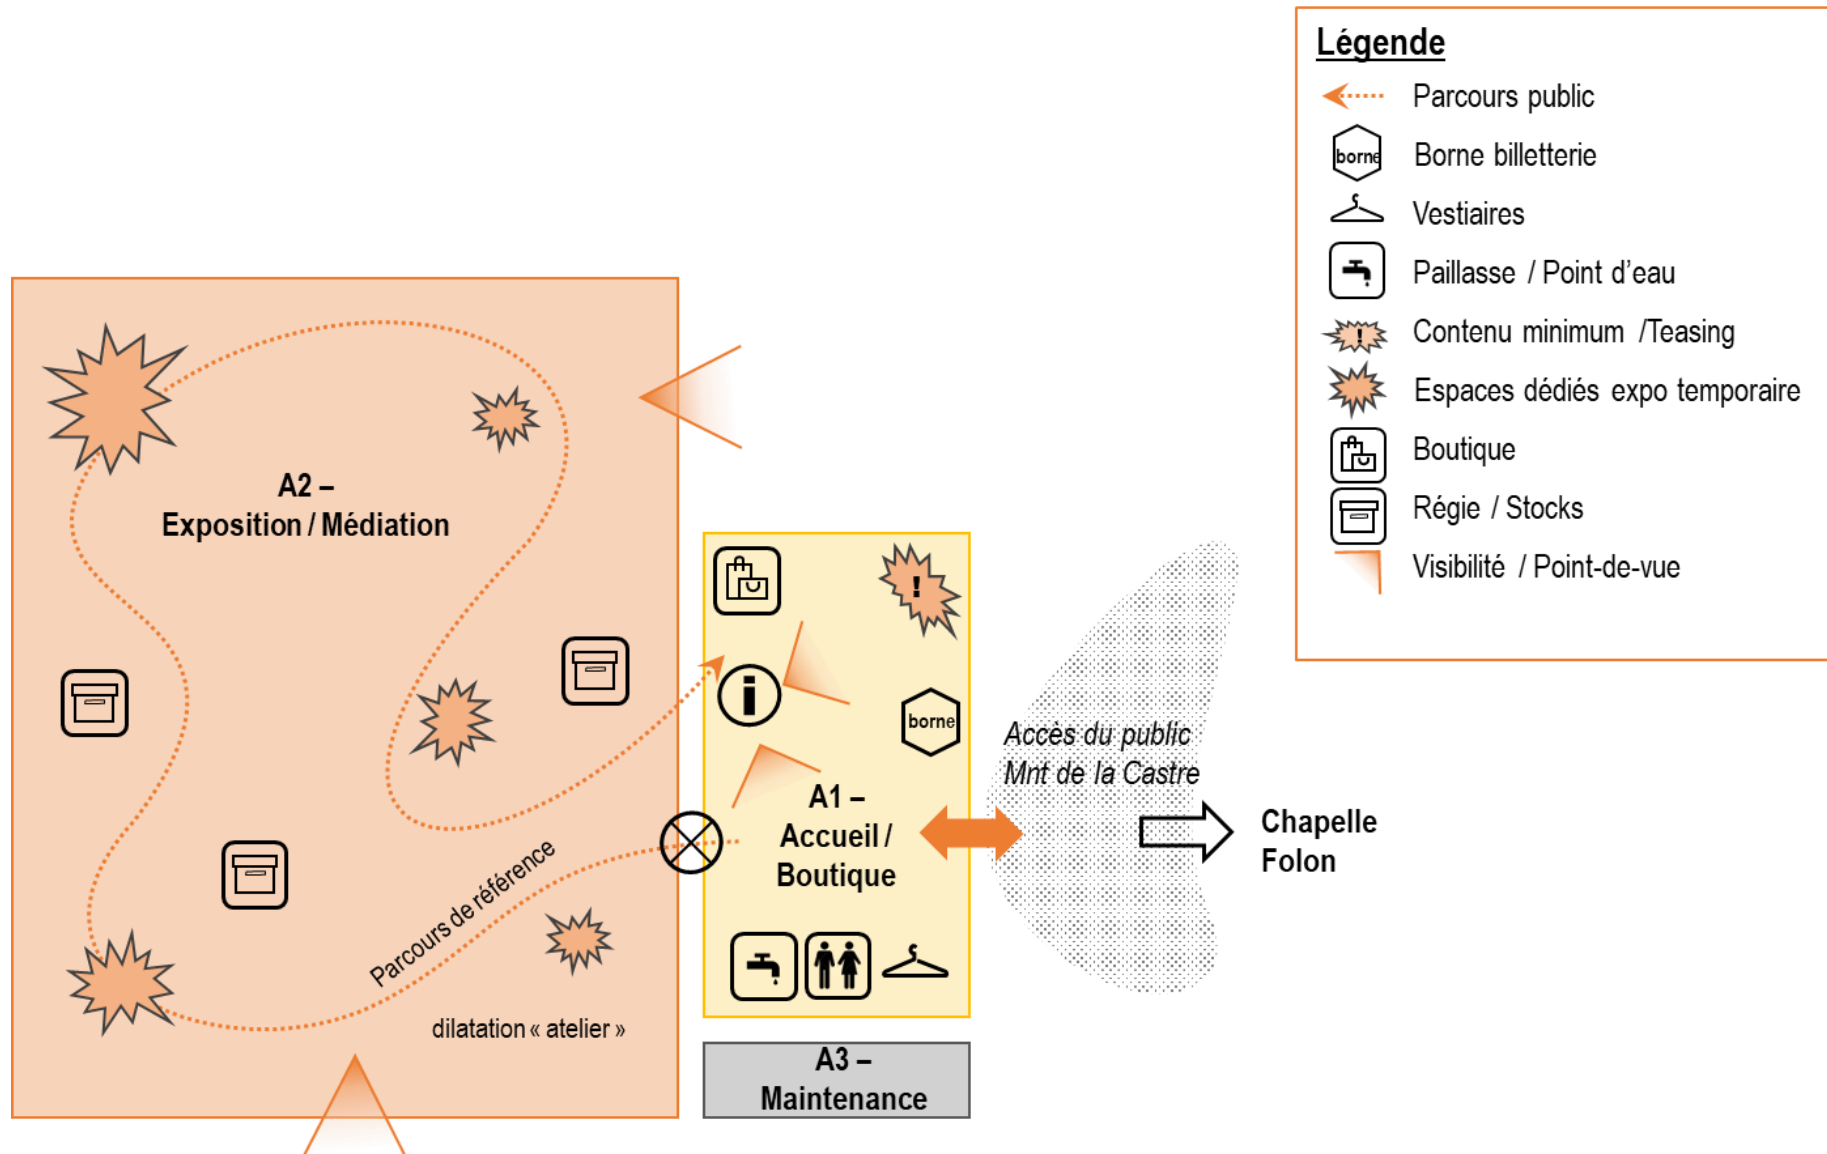 Légende
Parcours public
borne Borne billetterie
Vestiaires
Paillasse / Point d'eau
! Contenu minimum /Teasing
Espaces dédiés expo temporaire
Boutique
Régie / Stocks
Visibilité / Point-de-vue
A2 –
Exposition / Médiation
Parcours de référence
dilatation « atelier »
!
i
borne
A1 –
Accueil /
Boutique
A3 –
Maintenance
Accès du public
Mnt de la Castre
Chapelle
Folon